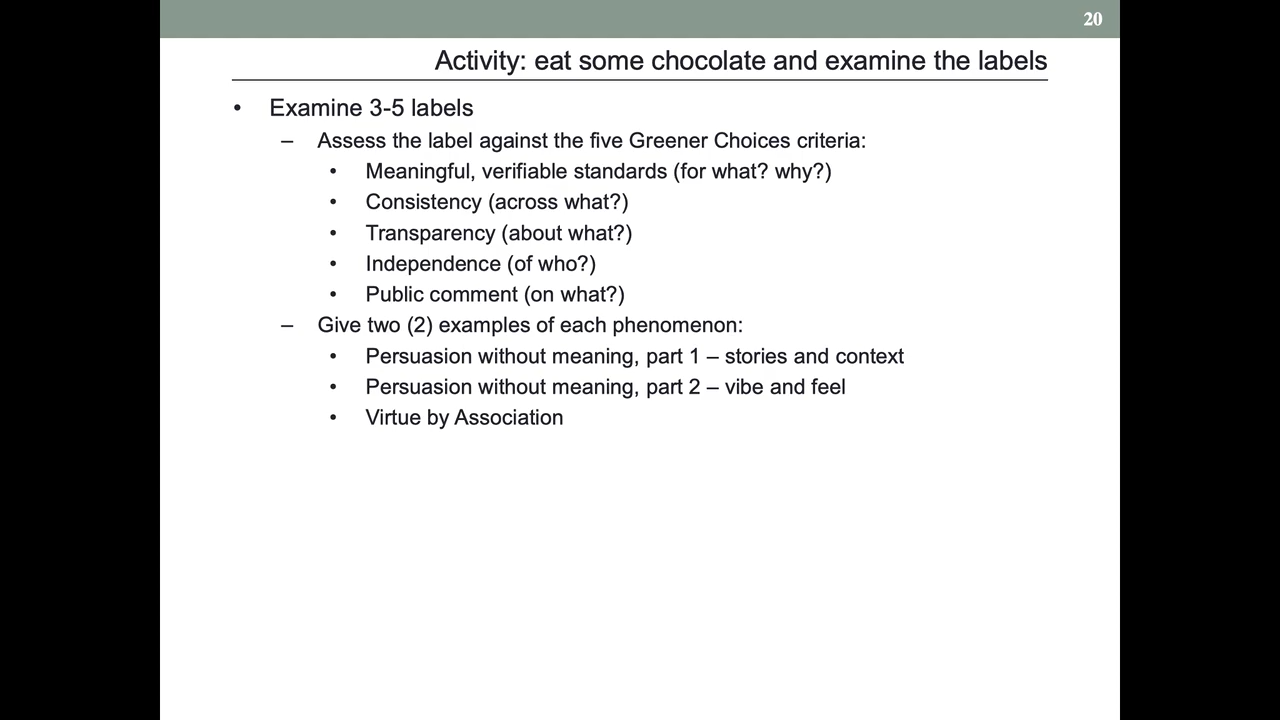 20
Activity: eat some chocolate and examine the labels
• Examine 3-5 labels
– Assess the label against the five Greener Choices criteria:
• Meaningful, verifiable standards (for what? why?)
• Consistency (across what?)
• Transparency (about what?)
• Independence (of who?)
• Public comment (on what?)
– Give two (2) examples of each phenomenon:
• Persuasion without meaning, part 1 – stories and context
• Persuasion without meaning, part 2 – vibe and feel
• Virtue by Association